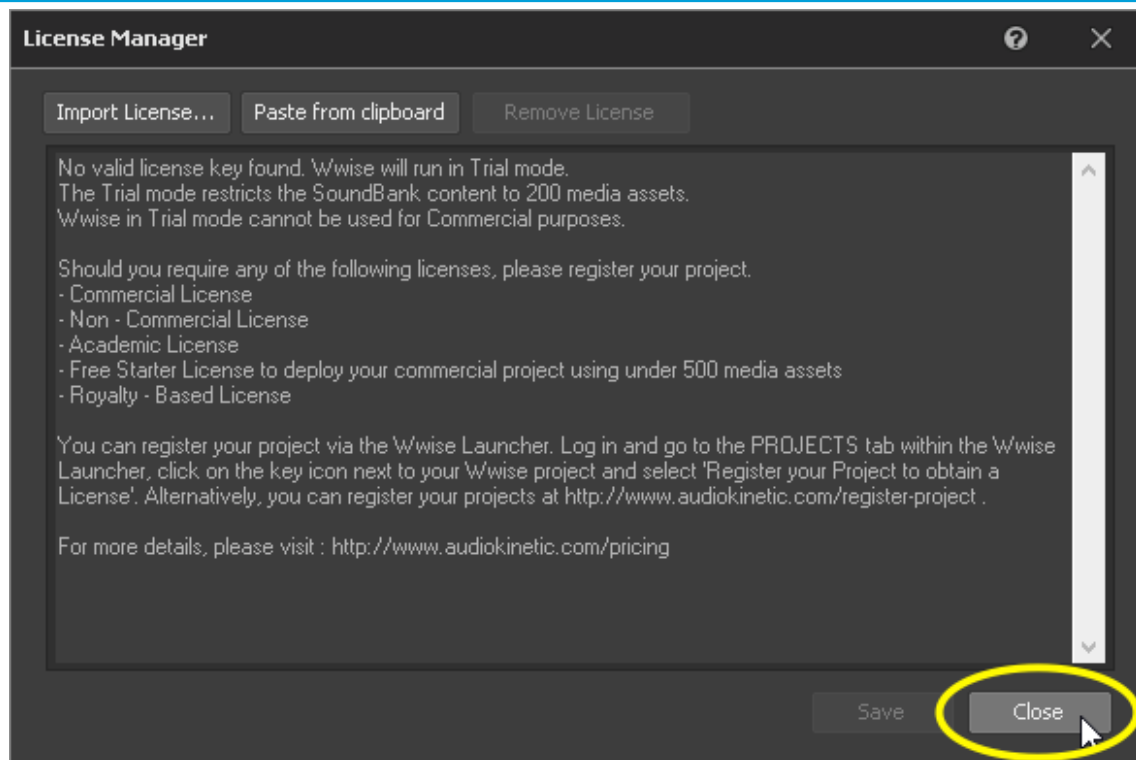 License Manager
Import License... Paste from clipboard Remove License
No valid license key found. Wwise will run in Trial mode.
The Trial mode restricts the SoundBank content to 200 media assets.
Wwise in Trial mode cannot be used for Commercial purposes.
Should you require any of the following licenses, please register your project.
- Commercial License
- Non - Commercial License
- Academic License
- Free Starter License to deploy your commercial project using under 500 media assets
- Royalty - Based License
You can register your project via the Wwise Launcher. Log in and go to the PROJECTS tab within the Wwise
Launcher, click on the key icon next to your Wwise project and select 'Register your Project to obtain a
License'. Alternatively, you can register your projects at http://www.audiokinetic.com/register-project .
For more details, please visit : http://www.audiokinetic.com/pricing
Save Close